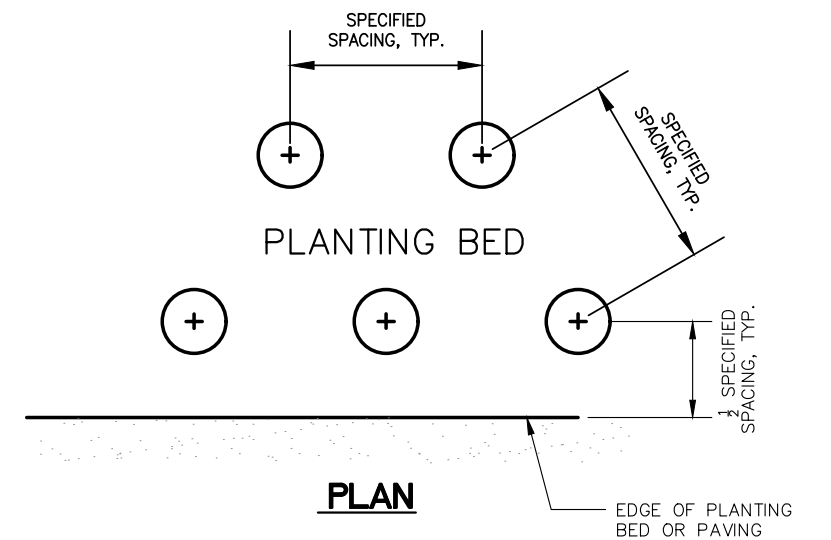 SPECIFIED
SPACING, TYP.
SPECIFIED
SPACING, TYP.
PLANTING BED
½ SPECIFIED
SPACING, TYP.
PLAN
EDGE OF PLANTING
BED OR PAVING